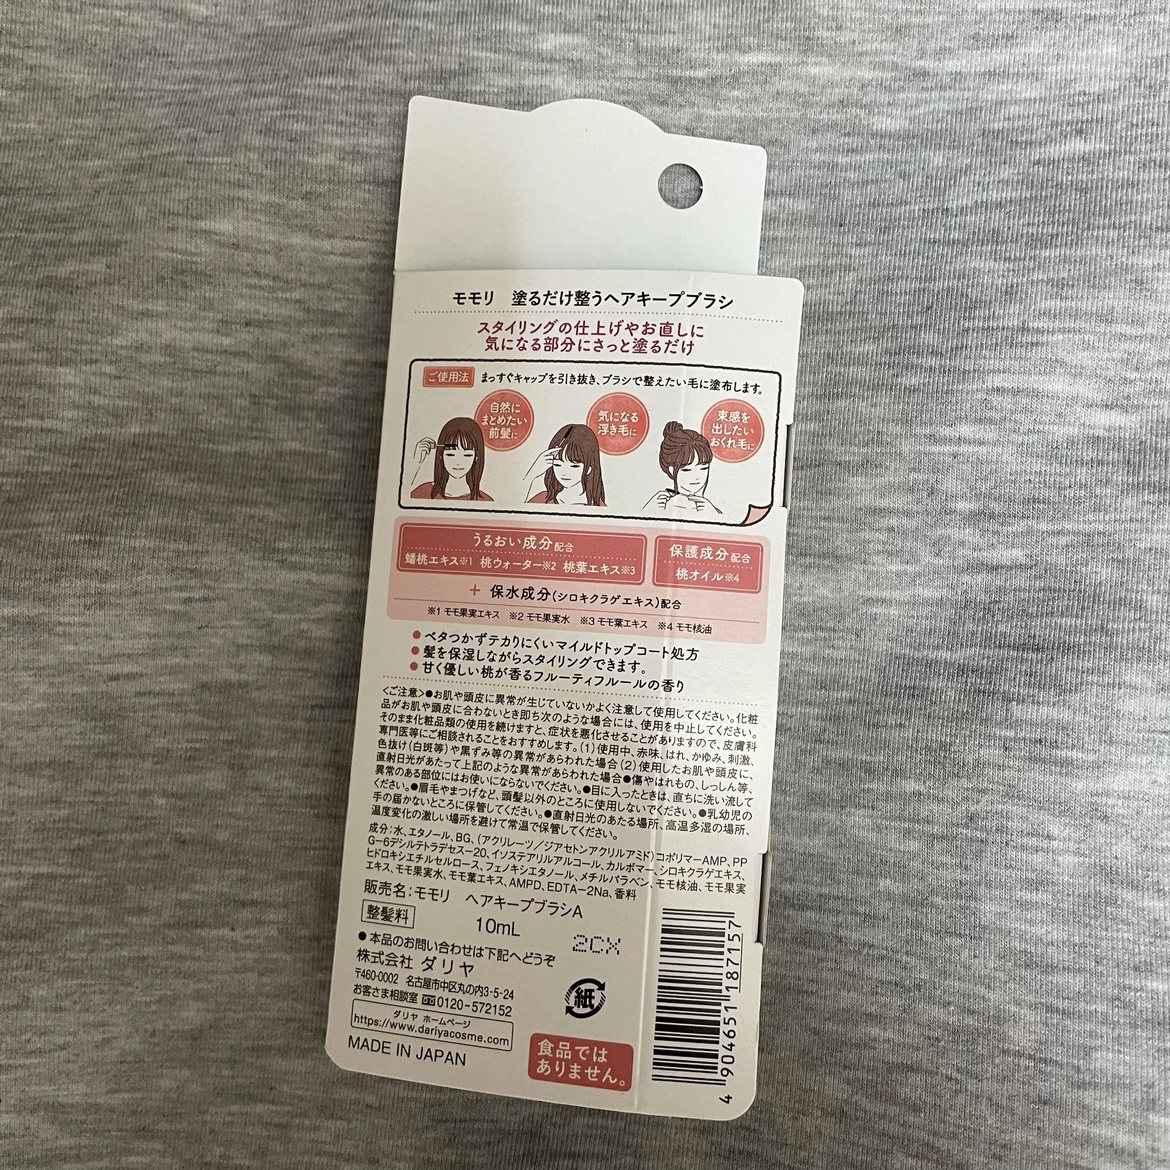 モモリ 塗るだけ整うヘアキープブラシ
スタイリングの仕上げやお直しに
気になる部分にさっと塗るだけ
ご使用法 まっすぐキャップを引き抜き、ブラシで整えたい毛に塗布します。
自然に
まとめたい
前髪に
気になる
浮き毛に
束感を
出したい
おくれ毛に
うるおい成分配合
蟠桃エキス※1 桃ウォーター※2 桃葉エキス※3
保護成分配合
桃オイル※4
+ 保水成分(シロキクラゲエキス)配合
※1 モモ果実エキス ※2 モモ果実水 ※3 モモ葉エキス ※4 モモ核油
●ベタつかずテカりにくいマイルドトップコート処方
●髪を保湿しながらスタイリングできます。
●甘く優しい桃が香るフルーティフルールの香り
〈ご注意〉●お肌や頭皮に異常が生じていないかよく注意して使用してください。化粧
品がお肌や頭皮に合わないとき即ち次のような場合には、使用を中止してください。
そのまま化粧品類の使用を続けますと、症状を悪化させることがありますので、皮膚科
専門医等にご相談されることをおすすめします。(1)使用中、赤味、はれ、かゆみ、刺激、
色抜け(白斑等)や黒ずみ等の異常があらわれた場合(2)使用したお肌や頭皮に、
直射日光があたって上記のような異常があらわれた場合●傷やはれもの、しっしん等、
異常のある部位にはお使いにならないでください。●目に入ったときは、直ちに洗い流して
ください。●眉毛やまつげなど、頭髪以外のところに使用しないでください。●乳幼児の
手の届かないところに保管してください。●直射日光のあたる場所、高温多湿の場所、
温度変化の激しい場所を避けて常温で保管してください。
成分:水、エタノール、BG、(アクリレーツ/ジアセトンアクリルアミド)コポリマーAMP、PP
G-6デシルテトラデセス-20、イソステアリルアルコール、カルボマー、シロキクラゲエキス、
ヒドロキシエチルセルロース、フェノキシエタノール、メチルパラベン、モモ核油、モモ果実
エキス、モモ果実水、モモ葉エキス、AMPD、EDTA-2Na、香料
販売名:モモリ ヘアキープブラシA
整髪料
10mL
●本品のお問い合わせは下記へどうぞ
2CX
株式会社 ダリヤ
〒460-0002 名古屋市中区丸の内3-5-24
お客さま相談室 0120-572152
ダリヤ ホームページ
https://www.dariyacosme.com
MADE IN JAPAN
紙
食品では
ありません。
4 904651 187157